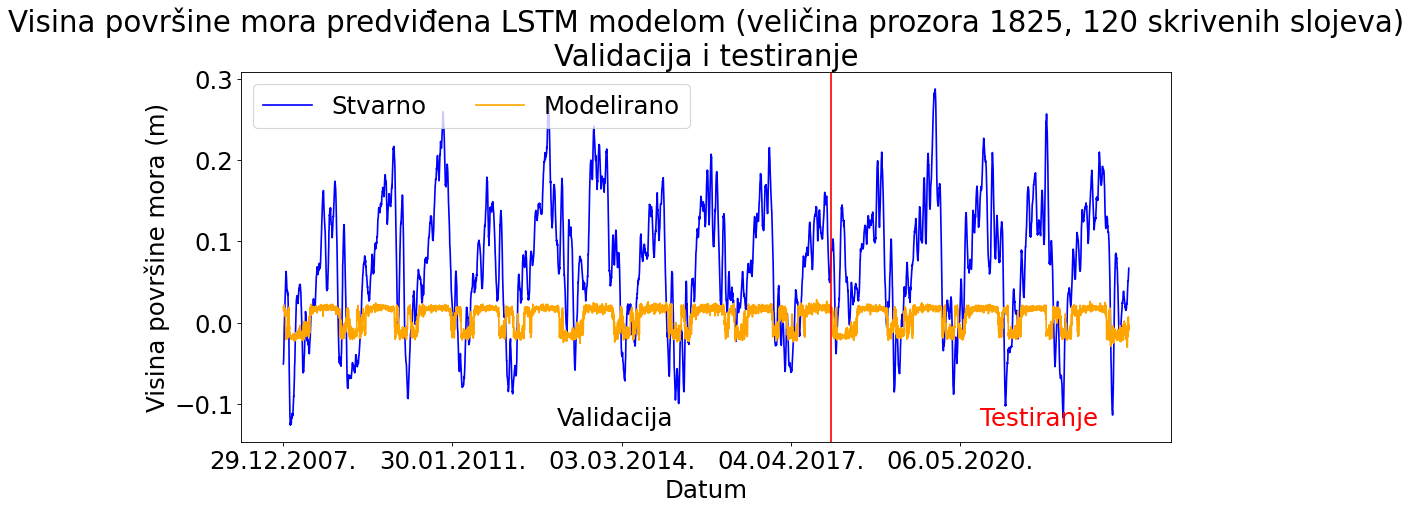 Visina površine mora predviđena LSTM modelom (veličina prozora 1825, 120 skrivenih slojeva)
Validacija i testiranje
Visina površine mora (m)
0.3
0.2
0.1
0.0
−0.1
Stvarno
Modelirano
Validacija
Testiranje
29.12.2007.
30.01.2011.
03.03.2014.
04.04.2017.
06.05.2020.
Datum